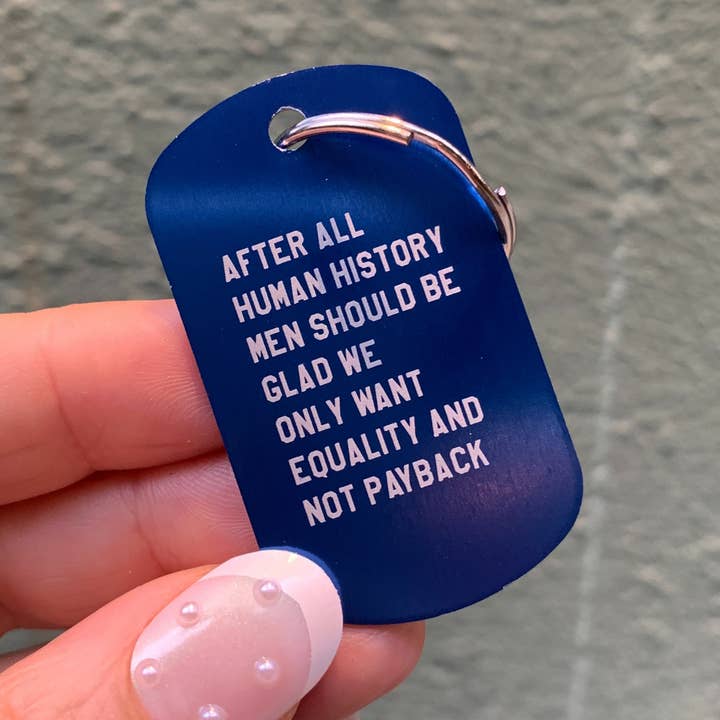 AFTER ALL
HUMAN HISTORY
MEN SHOULD BE
GLAD WE
ONLY WANT
EQUALITY AND
NOT PAYBACK